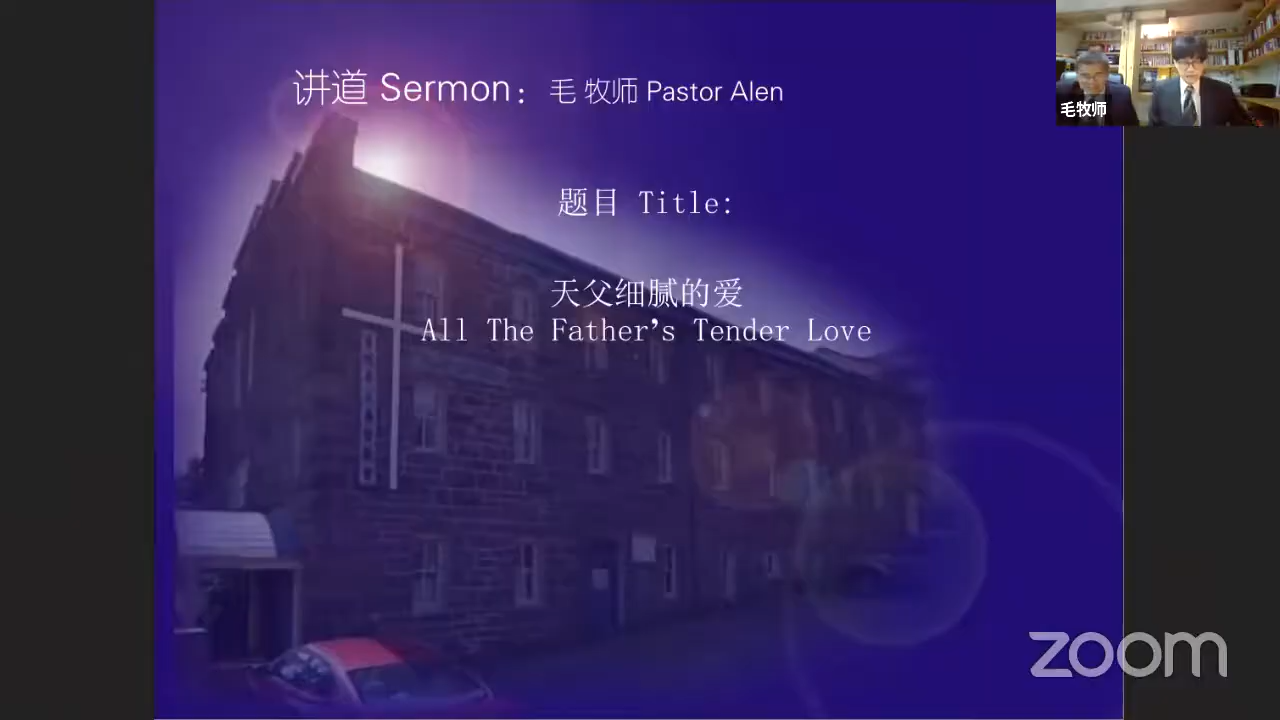 讲道 Sermon：毛 牧师 Pastor Alen
毛牧师
题目 Title:
天父细腻的爱
All The Father's Tender Love
zoom